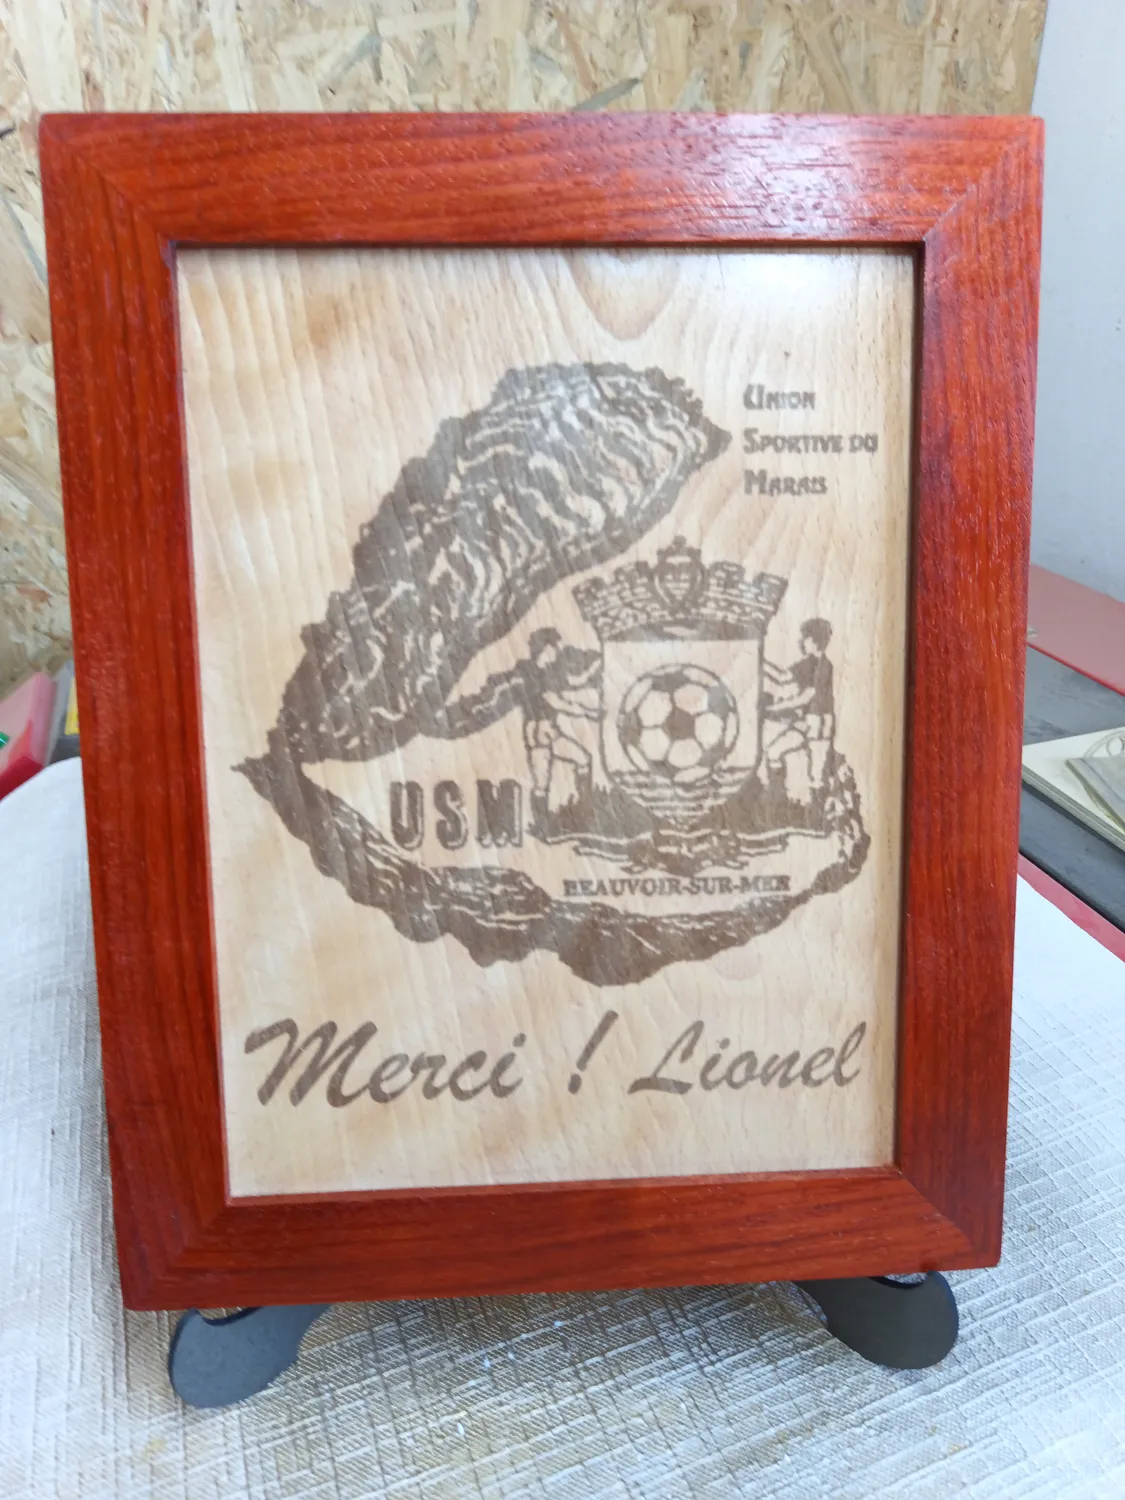 Union
Sportive du
Marais
USM
BEAUVOIR-SUR-MER
Merci ! Lionel